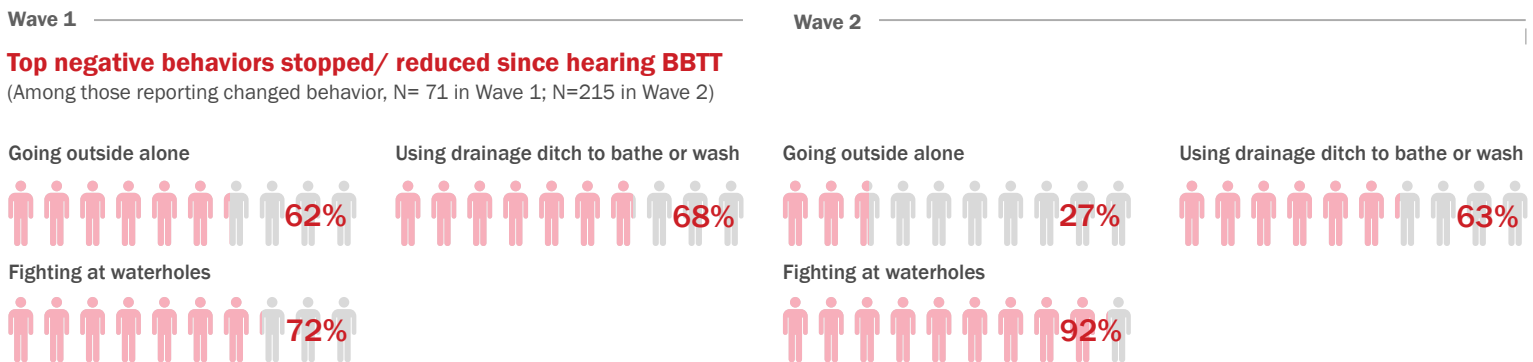 Wave 1
Top negative behaviors stopped/ reduced since hearing BBTT
(Among those reporting changed behavior, N= 71 in Wave 1; N=215 in Wave 2)
Going outside alone
62%
Using drainage ditch to bathe or wash
68%
Fighting at waterholes
72%
Wave 2
Going outside alone
27%
Using drainage ditch to bathe or wash
63%
Fighting at waterholes
92%